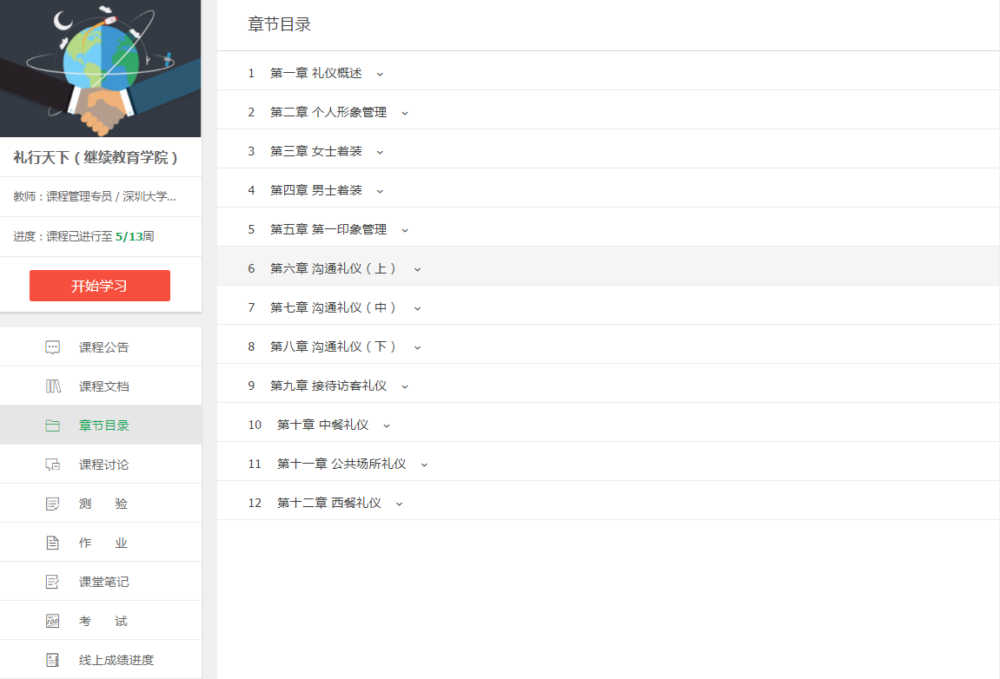 礼行天下（继续教育学院）
教师：课程管理专员 / 深圳大学...
进度：课程已进行至 5/13周
开始学习
课程公告
课程文档
章节目录
课程讨论
测 验
作 业
课堂笔记
考 试
线上成绩进度
章节目录
1 第一章 礼仪概述
2 第二章 个人形象管理
3 第三章 女士着装
4 第四章 男士着装
5 第五章 第一印象管理
6 第六章 沟通礼仪（上）
7 第七章 沟通礼仪（中）
8 第八章 沟通礼仪（下）
9 第九章 接待访客礼仪
10 第十章 中餐礼仪
11 第十一章 公共场所礼仪
12 第十二章 西餐礼仪